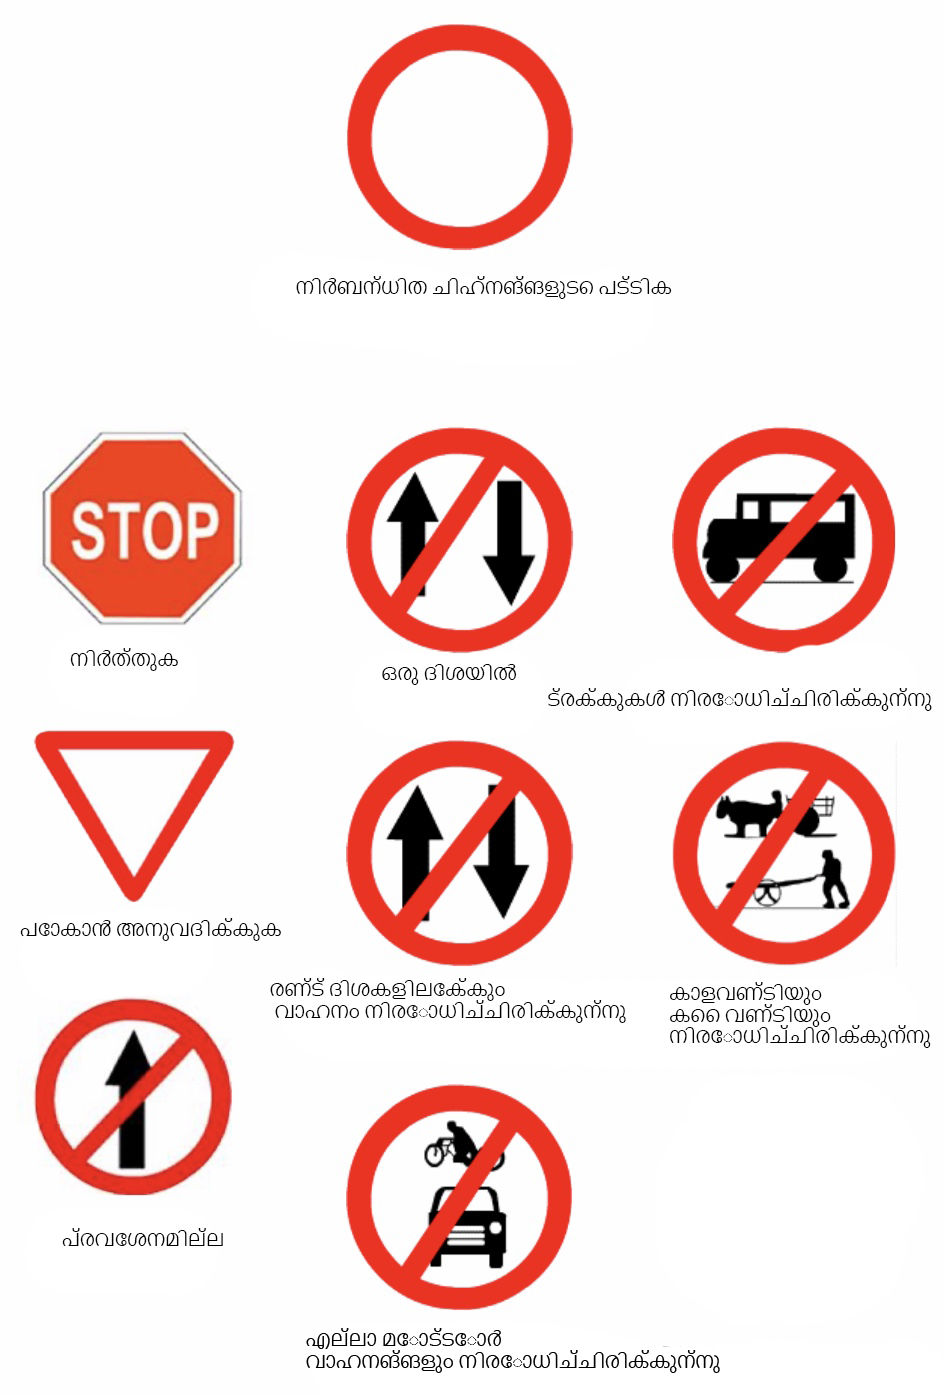 നിർബന്ധിത ചിഹ്നങ്ങളുടെ പട്ടിക
STOP
നിർത്തുക
ഒരു ദിശയിൽ
ട്രക്കുകൾ നിരോധിച്ചിരിക്കുന്നു
പോകാൻ അനുവദിക്കുക
രണ്ട് ദിശകളിലേക്കും
വാഹനം നിരോധിച്ചിരിക്കുന്നു
കാളവണ്ടിയും
കൈ വണ്ടിയും
നിരോധിച്ചിരിക്കുന്നു
പ്രവേശനമില്ല
എല്ലാ മോട്ടോർ
വാഹനങ്ങളും നിരോധിച്ചിരിക്കുന്നു